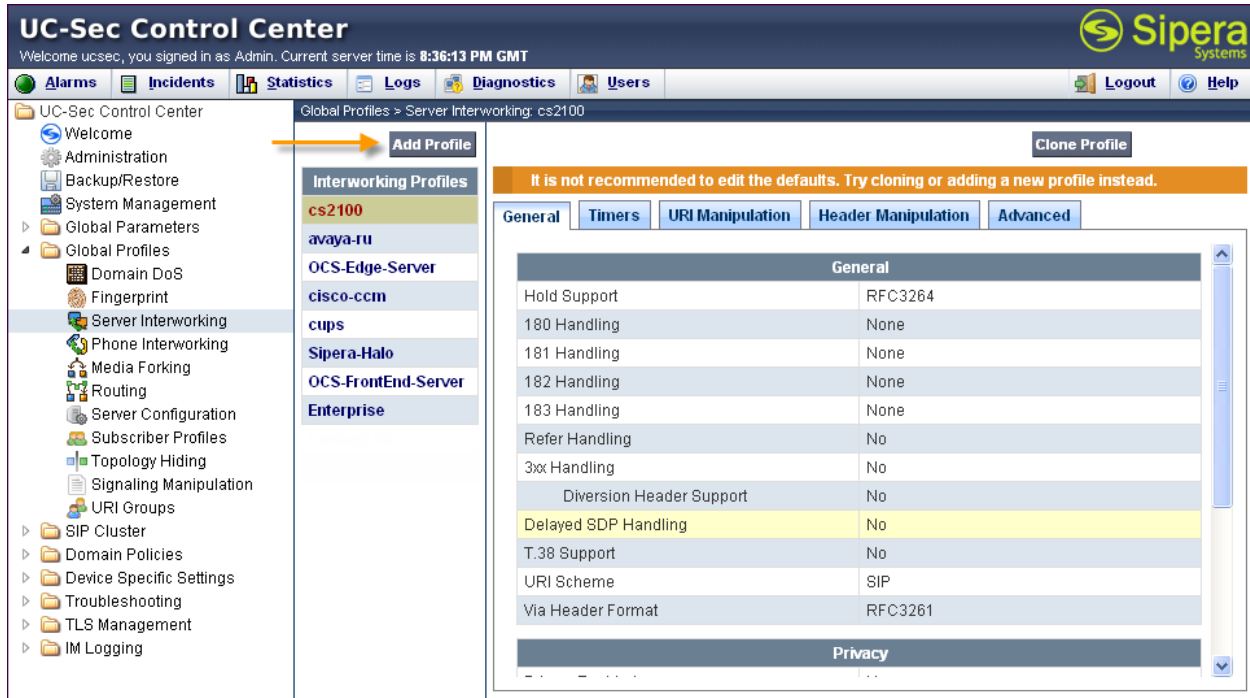 UC-Sec Control Center
Welcome ucsec, you signed in as Admin. Current server time is 8:36:13 PM GMT
Sipera
Systems
Alarms Incidents Statistics Logs Diagnostics Users Logout Help
UC-Sec Control Center
Welcome
Administration
Backup/Restore
System Management
Global Parameters
Global Profiles
Domain DoS
Fingerprint
Server Interworking
Phone Interworking
Media Forking
Routing
Server Configuration
Subscriber Profiles
Topology Hiding
Signaling Manipulation
URI Groups
SIP Cluster
Domain Policies
Device Specific Settings
Troubleshooting
TLS Management
IM Logging
Global Profiles > Server Interworking: cs2100
Add Profile
Interworking Profiles
cs2100
avaya-ru
OCS-Edge-Server
cisco-ccm
cups
Sipera-Halo
OCS-FrontEnd-Server
Enterprise
Clone Profile
It is not recommended to edit the defaults. Try cloning or adding a new profile instead.
General Timers URI Manipulation Header Manipulation Advanced
General
Hold Support RFC3264
180 Handling None
181 Handling None
182 Handling None
183 Handling None
Refer Handling No
3xx Handling No
Diversion Header Support No
Delayed SDP Handling No
T.38 Support No
URI Scheme SIP
Via Header Format RFC3261
Privacy